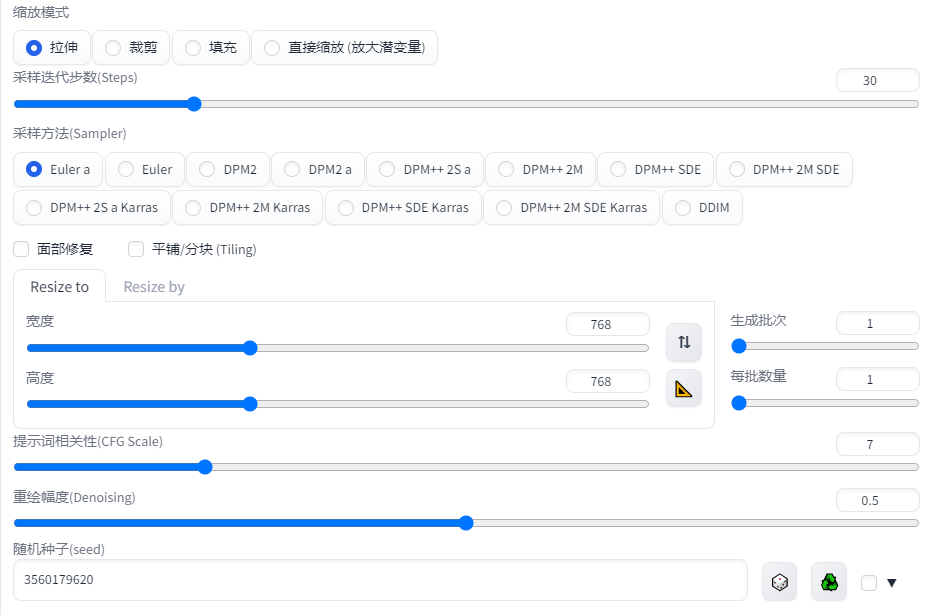 缩放模式
拉伸 裁剪 填充 直接缩放 (放大潜变量)
采样迭代步数(Steps) 30
采样方法(Sampler)
Euler a Euler DPM2 DPM2 a DPM++ 2S a DPM++ 2M DPM++ SDE DPM++ 2M SDE
DPM++ 2S a Karras DPM++ 2M Karras DPM++ SDE Karras DPM++ 2M SDE Karras DDIM
面部修复 平铺/分块 (Tiling)
Resize to Resize by
宽度 768 生成批次 1
高度 768 每批数量 1
提示词相关性(CFG Scale) 7
重绘幅度(Denoising) 0.5
随机种子(seed)
3560179620